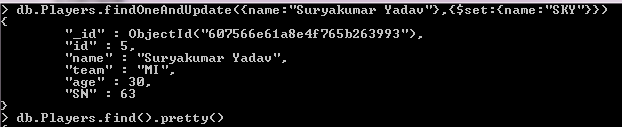 > db.Players.findOneAndUpdate({name:"Suryakumar Yadav"},{$set:{name:"SKY"}})
{
        "_id" : ObjectId("607566e61a8e4f765b263993"),
        "id" : 5,
        "name" : "Suryakumar Yadav",
        "team" : "MI",
        "age" : 30,
        "SN" : 63
}
> db.Players.find().pretty()